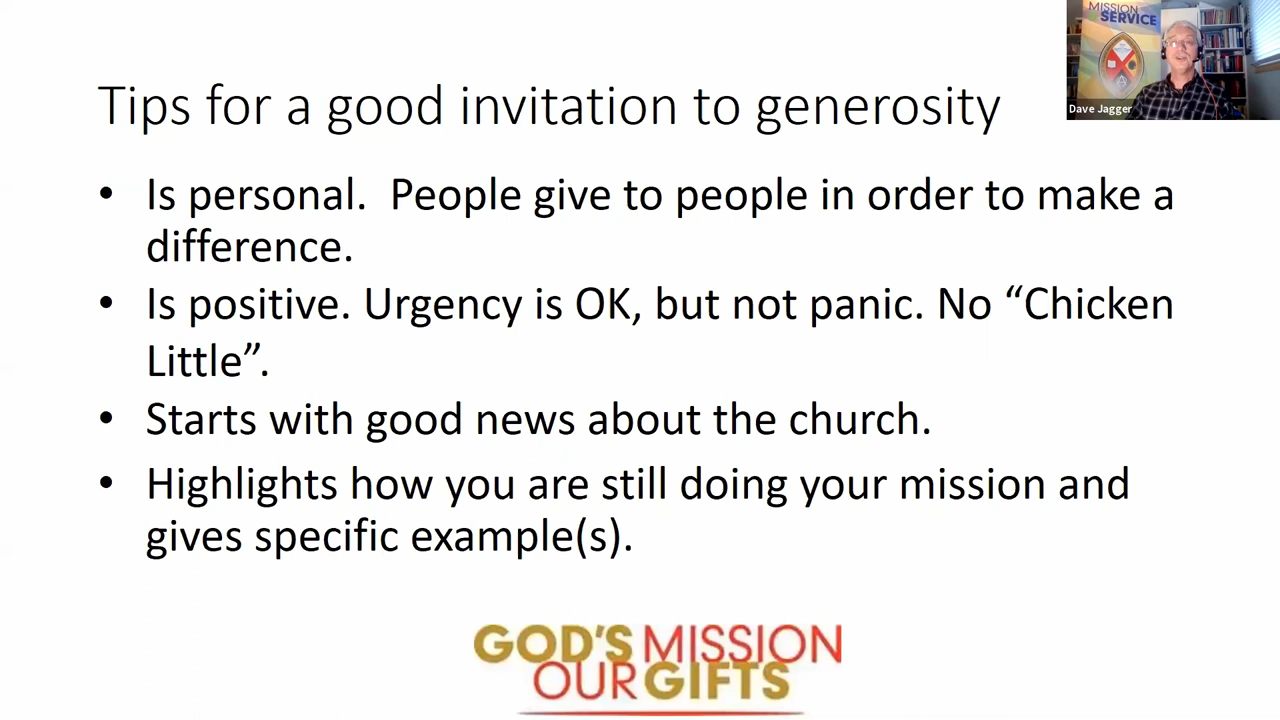 MISSION
SERVICE
Dave Jagger
Tips for a good invitation to generosity
• Is personal.  People give to people in order to make a
difference.
• Is positive. Urgency is OK, but not panic. No “Chicken
Little”.
• Starts with good news about the church.
• Highlights how you are still doing your mission and
gives specific example(s).
GOD'S MISSION
OUR GIFTS